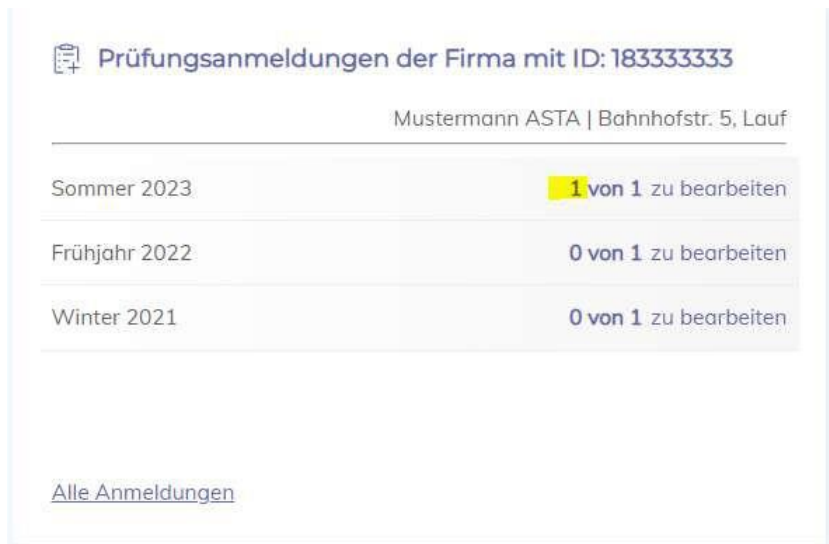 Prüfungsanmeldungen der Firma mit ID: 183333333
Mustermann ASTA | Bahnhofstr. 5, Lauf
Sommer 2023 1 von 1 zu bearbeiten
Frühjahr 2022 0 von 1 zu bearbeiten
Winter 2021 0 von 1 zu bearbeiten
Alle Anmeldungen